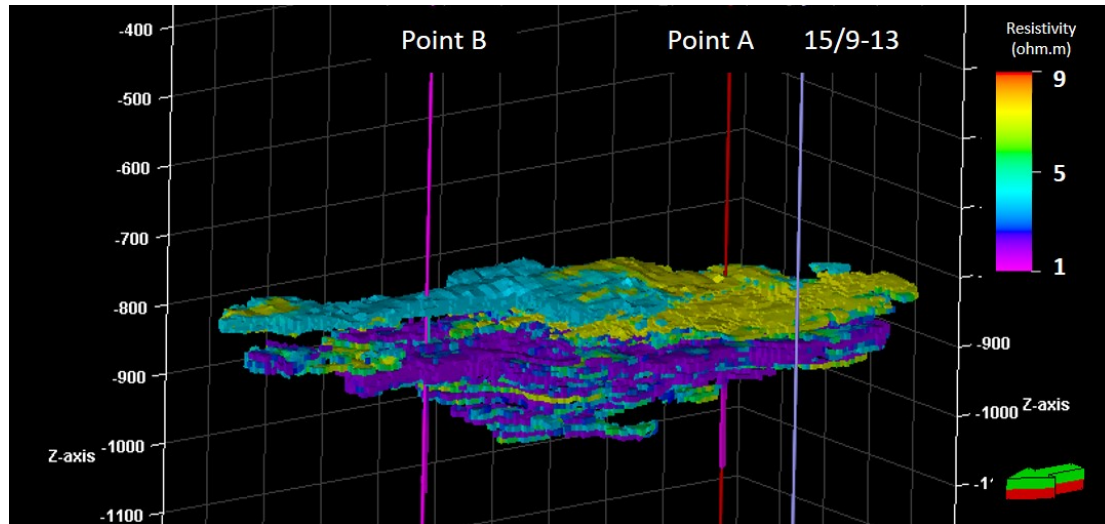 Point B
Point A
15/9-13
Resistivity
(ohm.m)
9
5
1
-400
-500
-600
-700
-800
-900
-1000
-1100
Z-axis
-900
-1000
Z-axis